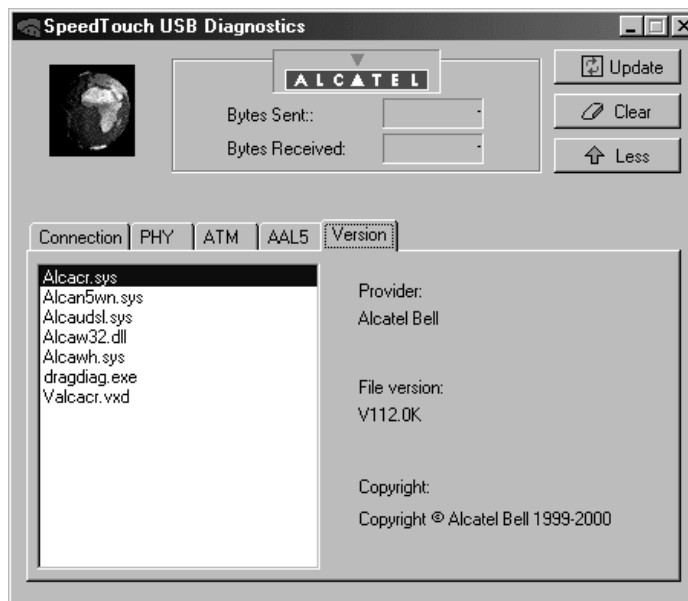 SpeedTouch USB Diagnostics
ALCATEL
Bytes Sent::
-
Bytes Received:
-
Update
Clear
Less
Connection
PHY
ATM
AAL5
Version
Alcacr.sys
Alcan5wn.sys
Alcaudsl.sys
Alcaw32.dll
Alcawh.sys
dragdiag.exe
Valcacr.vxd
Provider:
Alcatel Bell
File version:
V112.0K
Copyright:
Copyright © Alcatel Bell 1999-2000